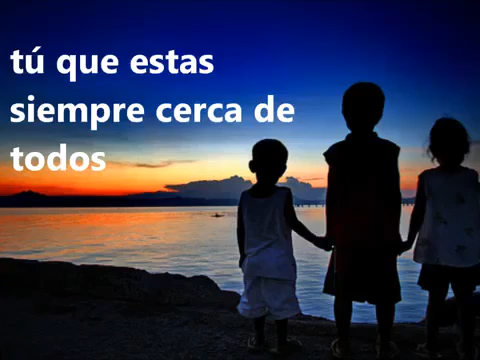 tú que estas
siempre cerca de
todos